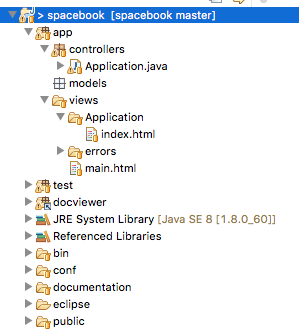 > spacebook [spacebook master]
app
controllers
Application.java
models
views
Application
index.html
errors
main.html
test
docviewer
JRE System Library [Java SE 8 [1.8.0_60]]
Referenced Libraries
bin
conf
documentation
eclipse
public